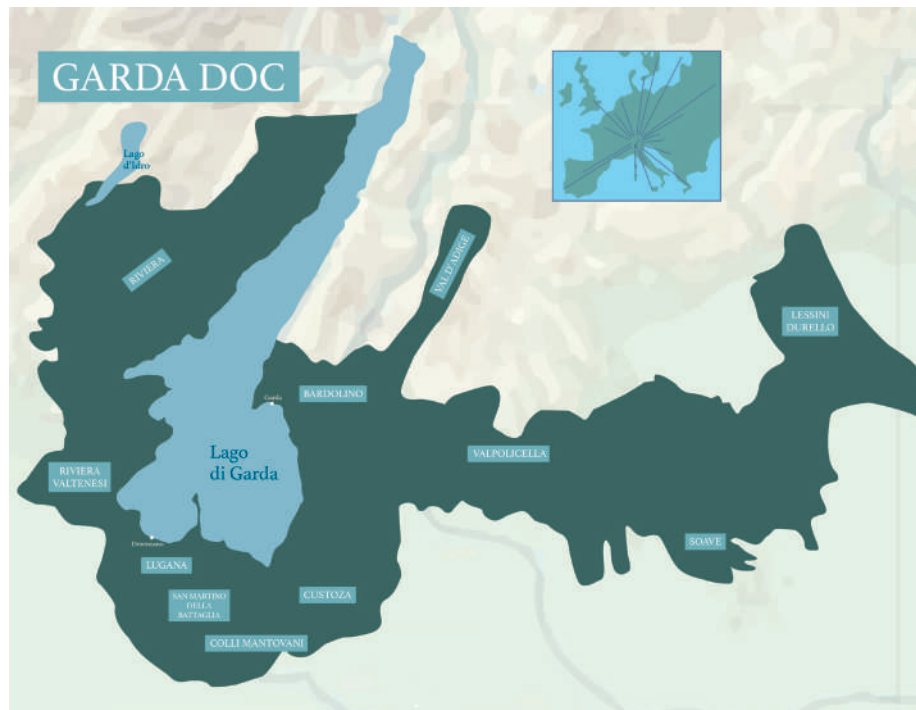 GARDA DOC
Lago
d'Idro
RIVIERA
VAL D'ADIGE
LESSINI
DURELLO
BARDOLINO
Garda
Lago
di Garda
VALPOLICELLA
RIVIERA
VALTENESI
Desenzano
SOAVE
LUGANA
SAN MARTINO
DELLA
BATTAGLIA
CUSTOZA
COLLI MANTOVANI